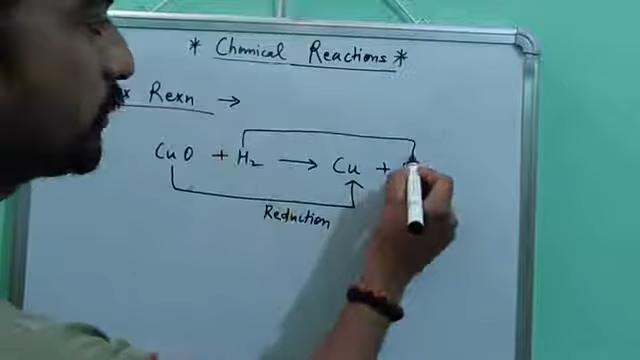 * Chemical Reactions *
x Rexn →
CuO + H₂ → Cu +
Reduction